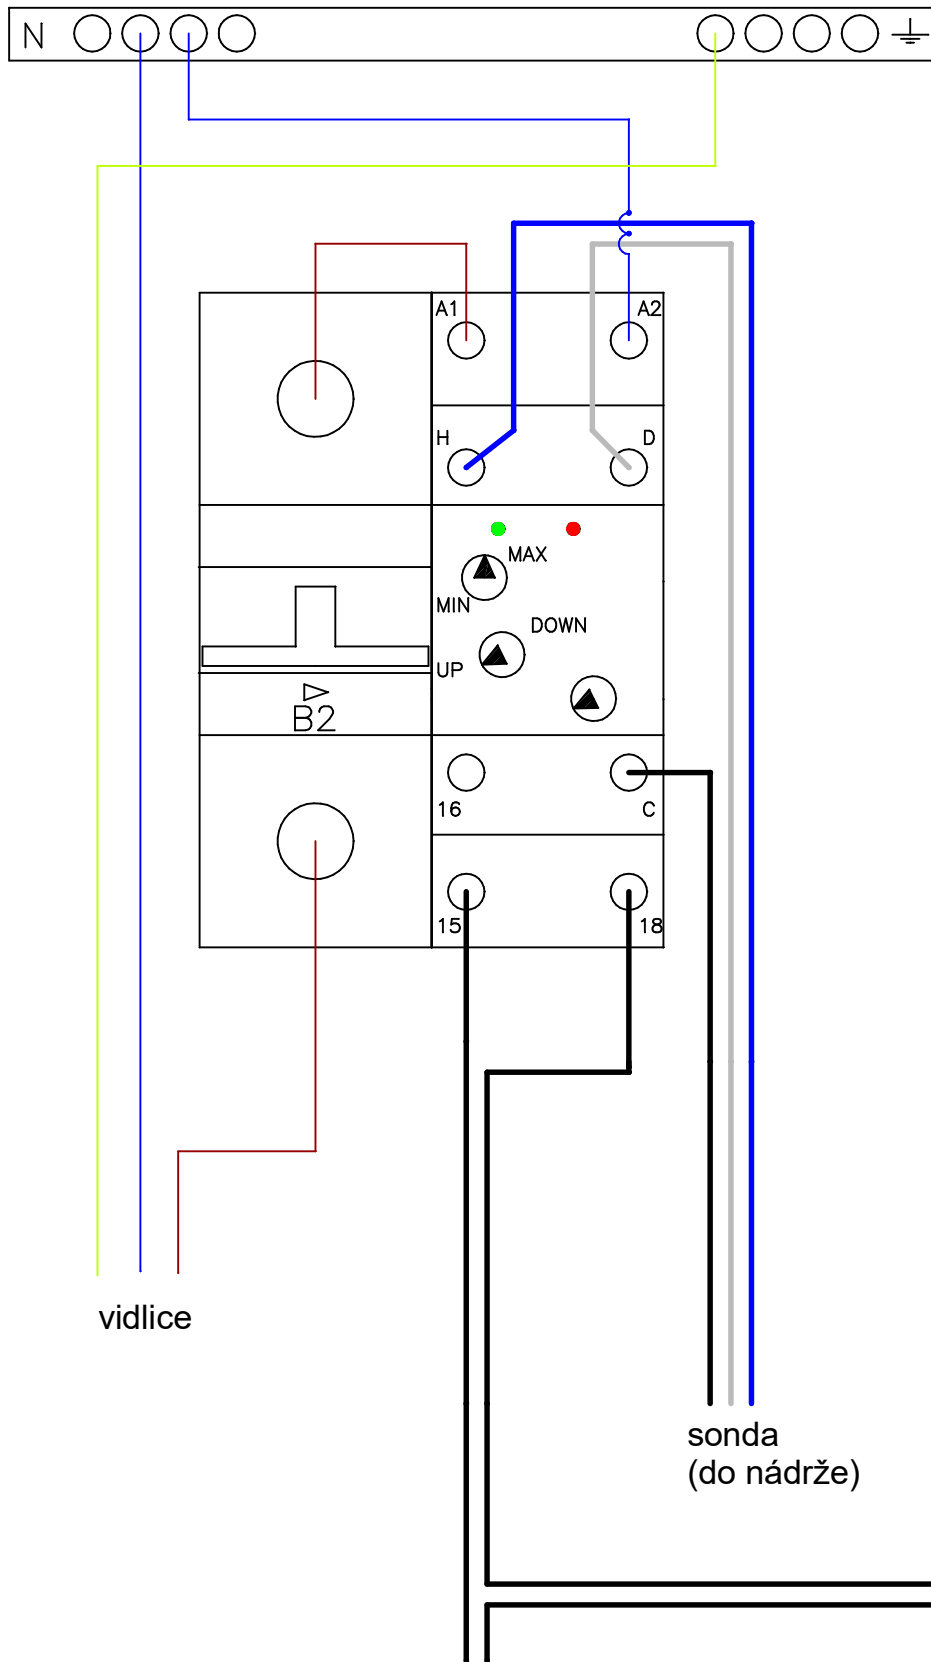 N
A1
A2
H
D
MAX
MIN
DOWN
UP
B2
16
C
15
18
vidlice
sonda
(do nádrže)